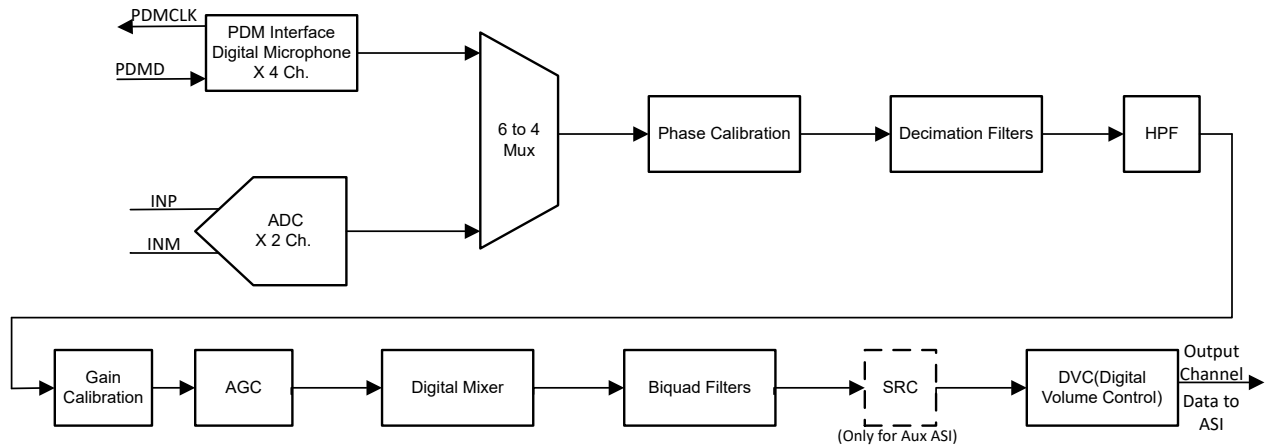 PDMCLK
PDMD
PDM Interface
Digital Microphone
X 4 Ch.
INP
INM
ADC
X 2 Ch.
6 to 4
Mux
Phase Calibration
Decimation Filters
HPF
Gain
Calibration
AGC
Digital Mixer
Biquad Filters
SRC
(Only for Aux ASI)
DVC(Digital
Volume Control)
Output
Channel
Data to
ASI